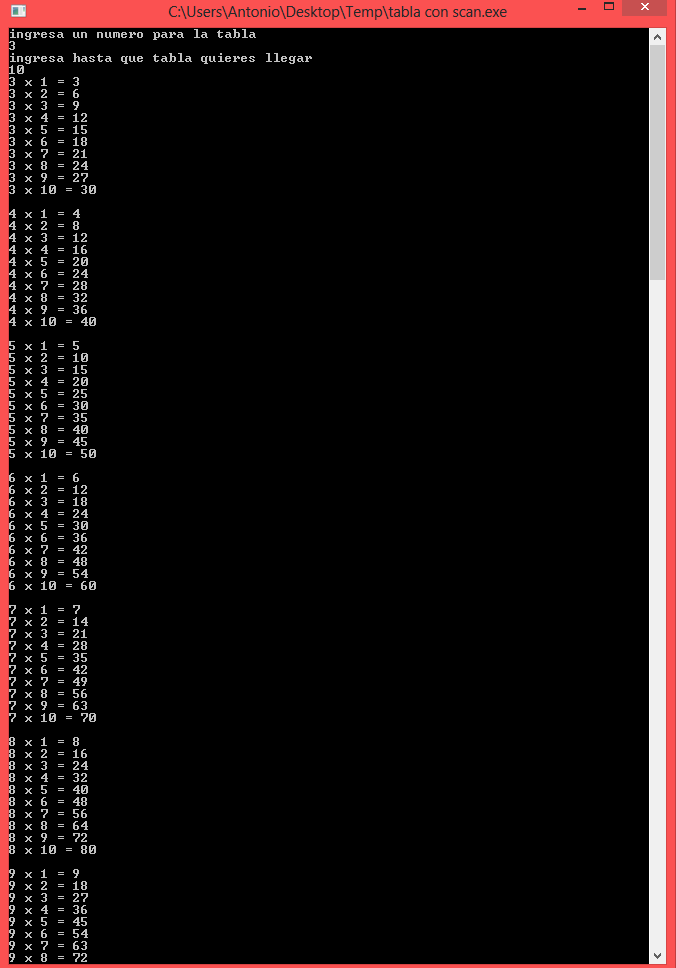 C:\Users\Antonio\Desktop\Temp\tabla con scan.exe
ingresa un numero para la tabla
3
ingresa hasta que tabla quieres llegar
10
3 x 1 = 3
3 x 2 = 6
3 x 3 = 9
3 x 4 = 12
3 x 5 = 15
3 x 6 = 18
3 x 7 = 21
3 x 8 = 24
3 x 9 = 27
3 x 10 = 30
4 x 1 = 4
4 x 2 = 8
4 x 3 = 12
4 x 4 = 16
4 x 5 = 20
4 x 6 = 24
4 x 7 = 28
4 x 8 = 32
4 x 9 = 36
4 x 10 = 40
5 x 1 = 5
5 x 2 = 10
5 x 3 = 15
5 x 4 = 20
5 x 5 = 25
5 x 6 = 30
5 x 7 = 35
5 x 8 = 40
5 x 9 = 45
5 x 10 = 50
6 x 1 = 6
6 x 2 = 12
6 x 3 = 18
6 x 4 = 24
6 x 5 = 30
6 x 6 = 36
6 x 7 = 42
6 x 8 = 48
6 x 9 = 54
6 x 10 = 60
7 x 1 = 7
7 x 2 = 14
7 x 3 = 21
7 x 4 = 28
7 x 5 = 35
7 x 6 = 42
7 x 7 = 49
7 x 8 = 56
7 x 9 = 63
7 x 10 = 70
8 x 1 = 8
8 x 2 = 16
8 x 3 = 24
8 x 4 = 32
8 x 5 = 40
8 x 6 = 48
8 x 7 = 56
8 x 8 = 64
8 x 9 = 72
8 x 10 = 80
9 x 1 = 9
9 x 2 = 18
9 x 3 = 27
9 x 4 = 36
9 x 5 = 45
9 x 6 = 54
9 x 7 = 63
9 x 8 = 72